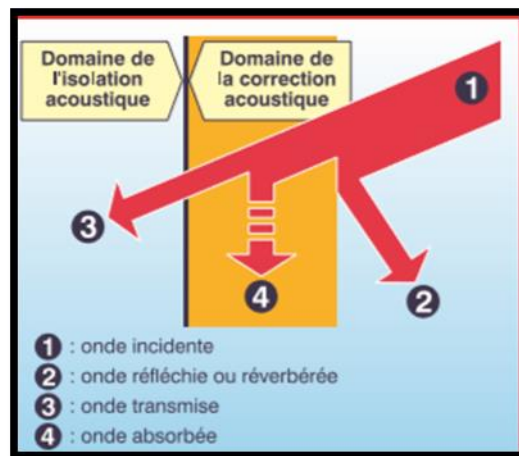 Domaine de
l'isolation
acoustique
Domaine de
la correction
acoustique
1
3
4
2
1 : onde incidente
2 : onde réfléchie ou réverbérée
3 : onde transmise
4 : onde absorbée